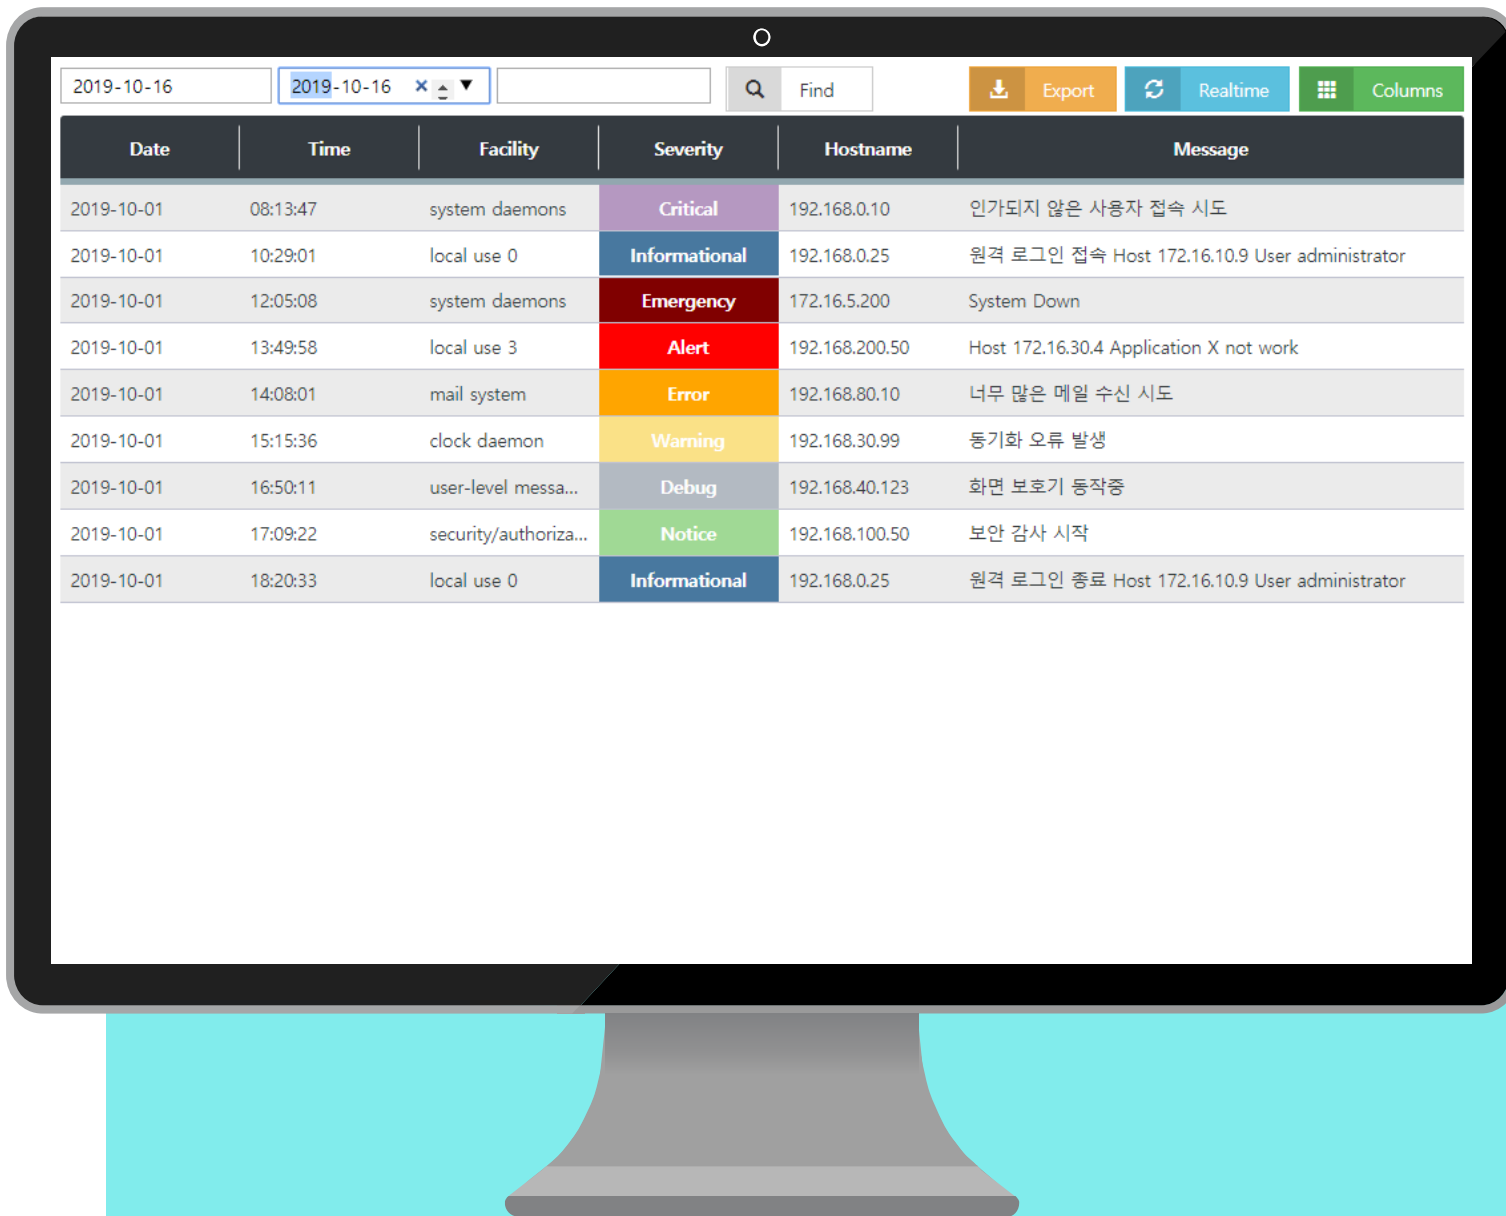 2019-10-16 2019-10-16 Find Export Realtime Columns
Date Time Facility Severity Hostname Message
2019-10-01 08:13:47 system daemons Critical 192.168.0.10 인가되지 않은 사용자 접속 시도
2019-10-01 10:29:01 local use 0 Informational 192.168.0.25 원격 로그인 접속 Host 172.16.10.9 User administrator
2019-10-01 12:05:08 system daemons Emergency 172.16.5.200 System Down
2019-10-01 13:49:58 local use 3 Alert 192.168.200.50 Host 172.16.30.4 Application X not work
2019-10-01 14:08:01 mail system Error 192.168.80.10 너무 많은 메일 수신 시도
2019-10-01 15:15:36 clock daemon Warning 192.168.30.99 동기화 오류 발생
2019-10-01 16:50:11 user-level messa... Debug 192.168.40.123 화면 보호기 동작중
2019-10-01 17:09:22 security/authoriza... Notice 192.168.100.50 보안 감사 시작
2019-10-01 18:20:33 local use 0 Informational 192.168.0.25 원격 로그인 종료 Host 172.16.10.9 User administrator